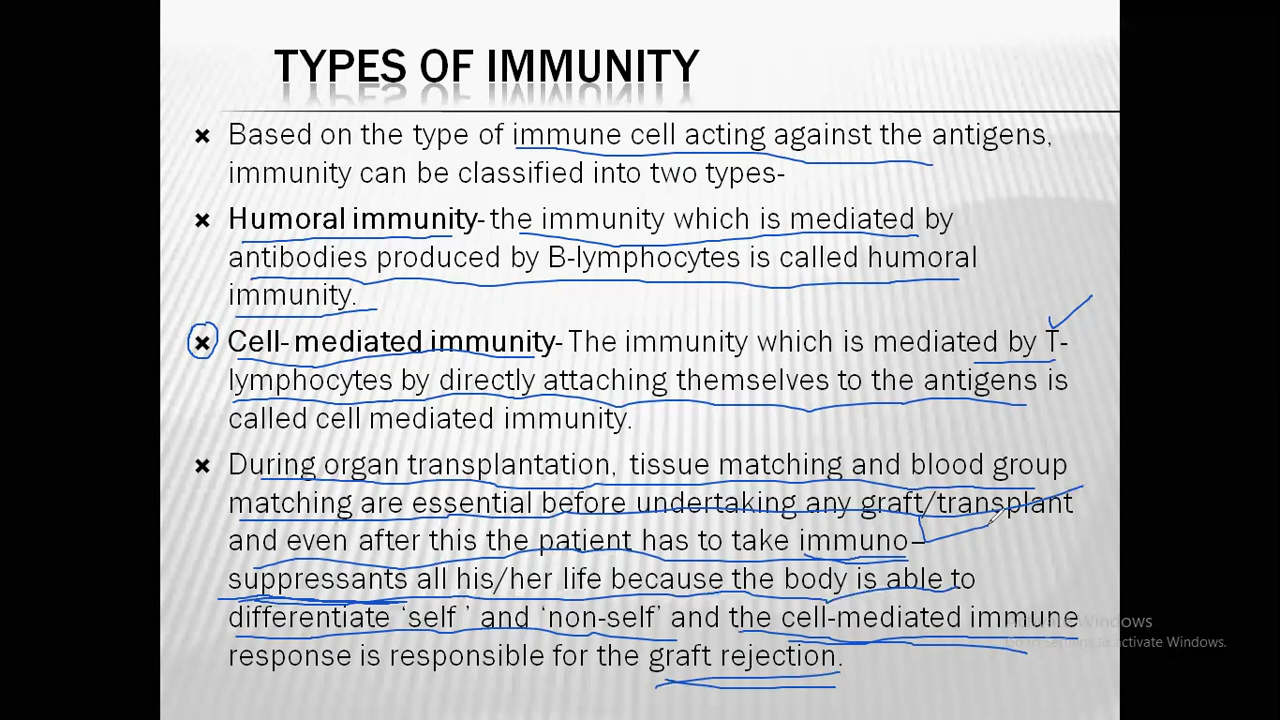 TYPES OF IMMUNITY
Based on the type of immune cell acting against the antigens,
immunity can be classified into two types-
Humoral immunity- the immunity which is mediated by
antibodies produced by B-lymphocytes is called humoral
immunity.
Cell- mediated immunity- The immunity which is mediated by T-
lymphocytes by directly attaching themselves to the antigens is
called cell mediated immunity.
During organ transplantation, tissue matching and blood group
matching are essential before undertaking any graft/transplant
and even after this the patient has to take immuno–
suppressants all his/her life because the body is able to
differentiate ‘self ’ and ‘non-self’ and the cell-mediated immune
response is responsible for the graft rejection.
Activate Windows
Go to Settings to activate Windows.